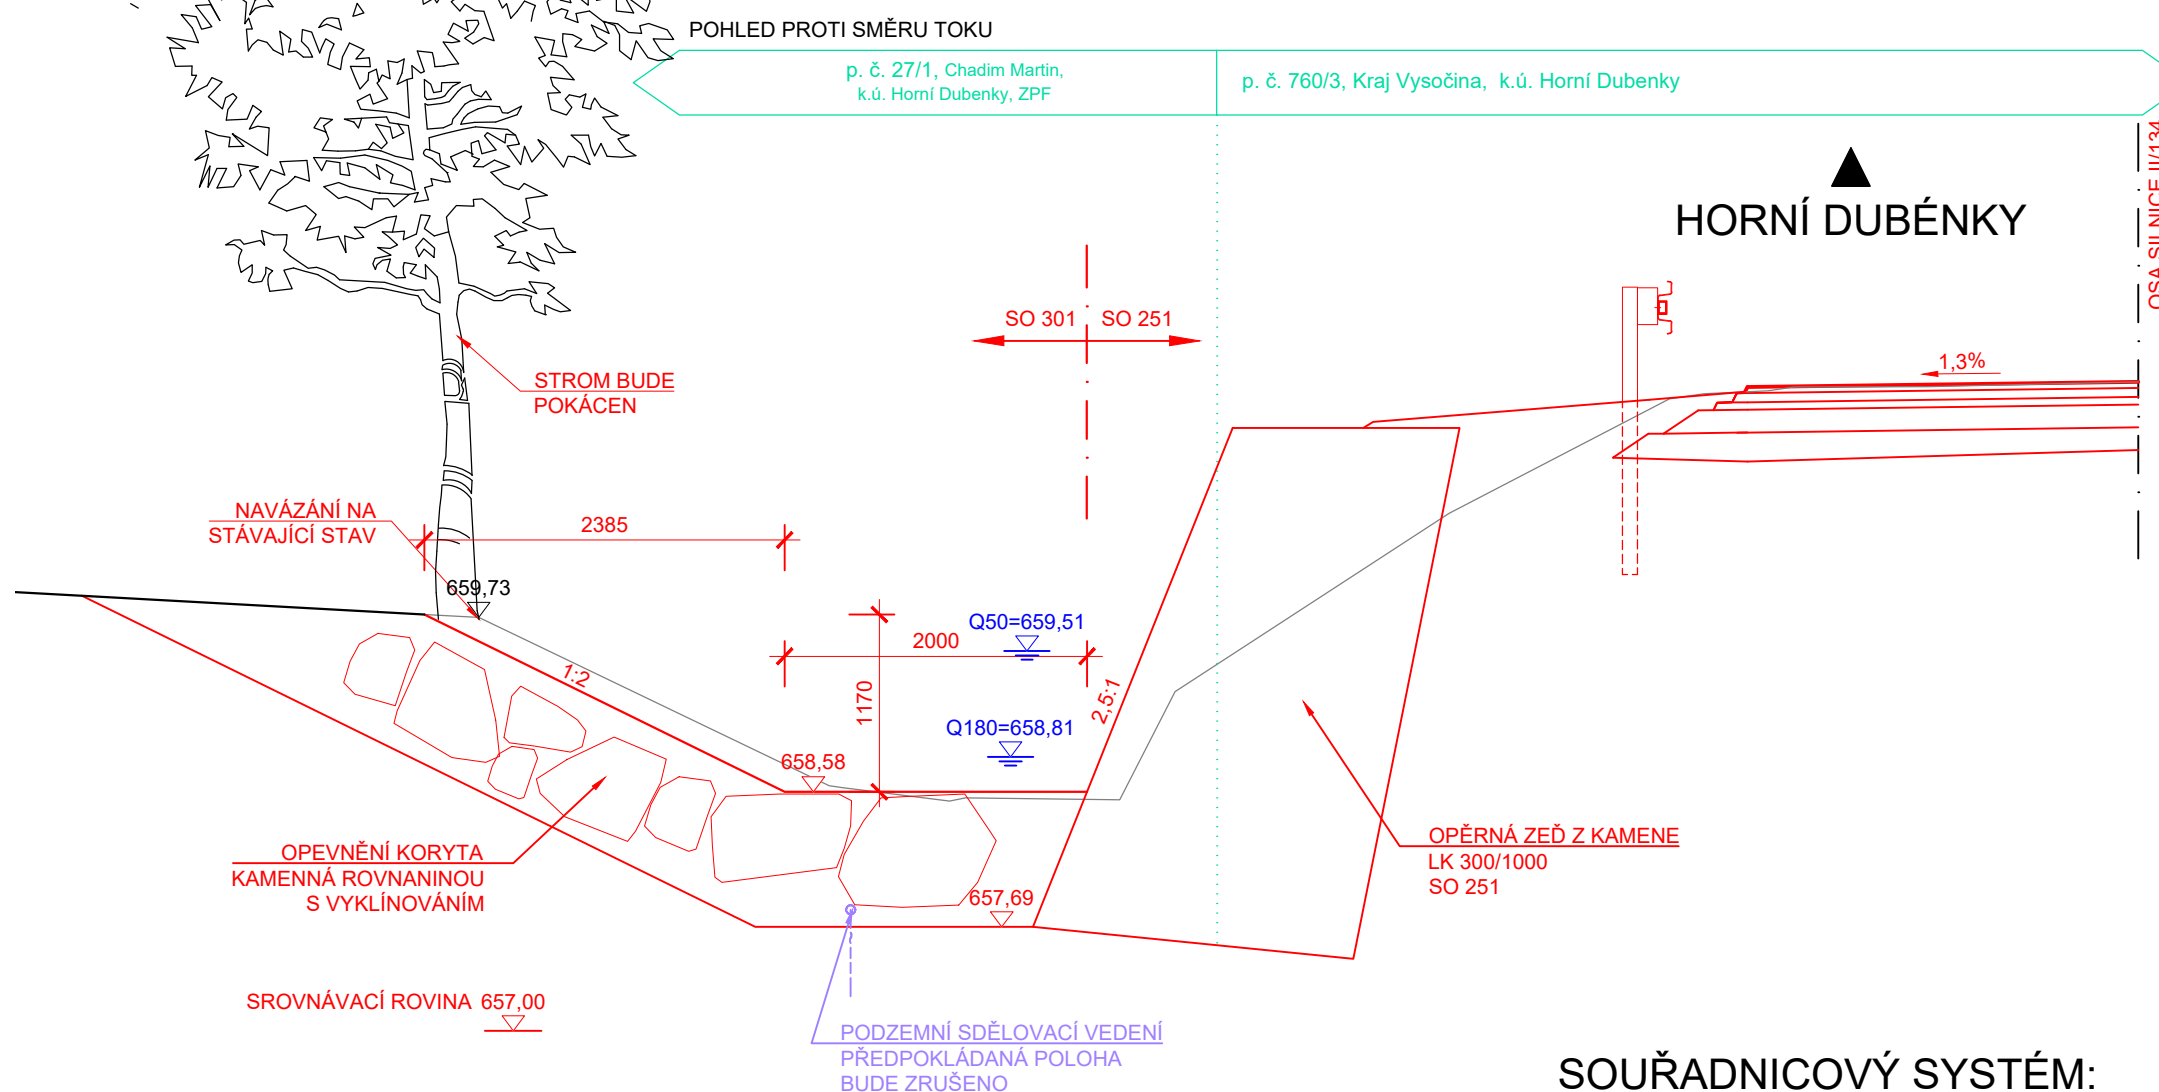 POHLED PROTI SMĚRU TOKU
p. č. 27/1, Chadim Martin,
k.ú. Horní Dubenky, ZPF
p. č. 760/3, Kraj Vysočina, k.ú. Horní Dubenky
HORNÍ DUBÉNKY
OSA SILNICE II/134
SO 301
SO 251
1,3%
STROM BUDE
POKÁCEN
NAVÁZÁNÍ NA
STÁVAJÍCÍ STAV
2385
659,73
Q50=659,51
2000
1:2
1170
2,5:1
Q180=658,81
658,58
OPEVNĚNÍ KORYTA
KAMENNÁ ROVNANINOU
S VYKLÍNOVÁNÍM
OPĚRNÁ ZEĎ Z KAMENE
LK 300/1000
SO 251
657,69
SROVNÁVACÍ ROVINA 657,00
PODZEMNÍ SDĚLOVACÍ VEDENÍ
PŘEDPOKLÁDANÁ POLOHA
BUDE ZRUŠENO
SOUŘADNICOVÝ SYSTÉM: